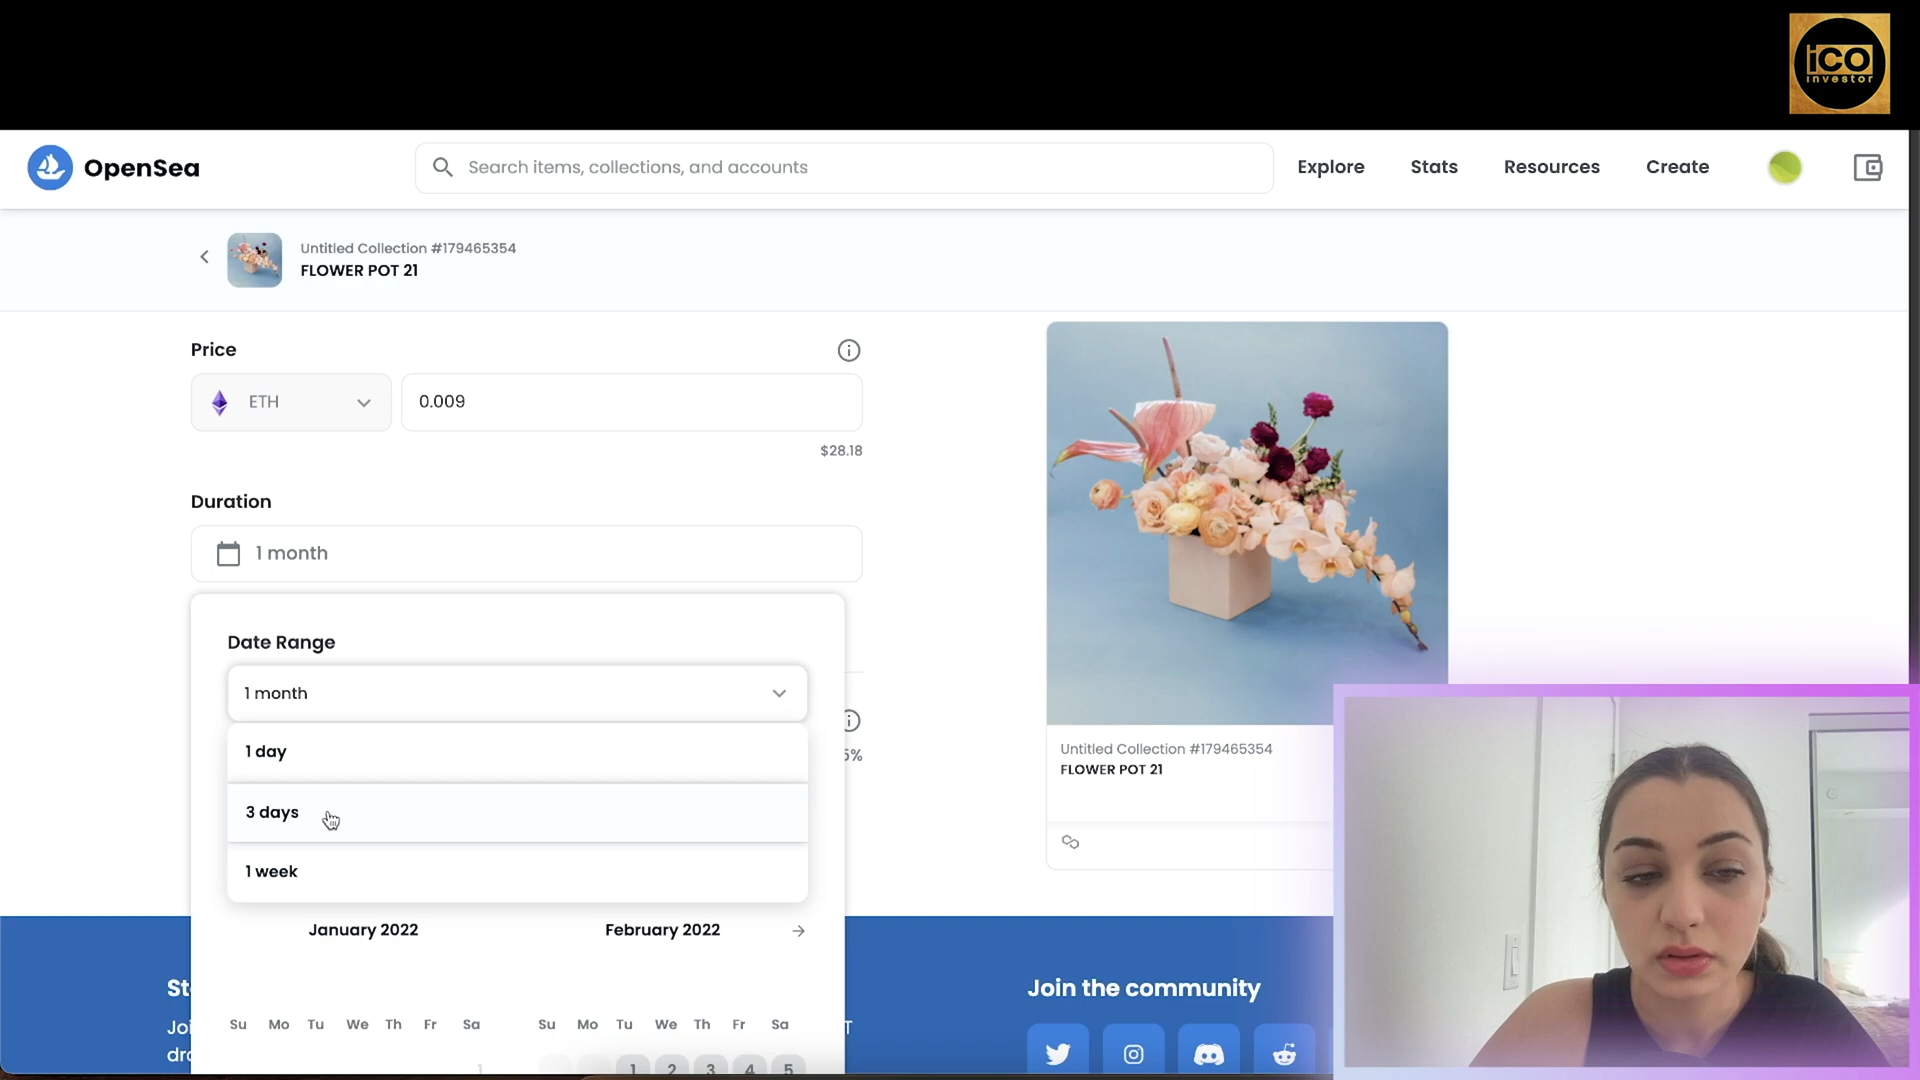 iCO
investor
OpenSea
Search items, collections, and accounts
Explore
Stats
Resources
Create
Untitled Collection #179465354
FLOWER POT 21
Price
ETH
0.009
$28.18
Duration
1 month
Date Range
1 month
1 day
3 days
1 week
5%
Untitled Collection #179465354
FLOWER POT 21
January 2022
February 2022
Su Mo Tu We Th Fr Sa
Su Mo Tu We Th Fr Sa
1
1 2 3 4 5
Join the community